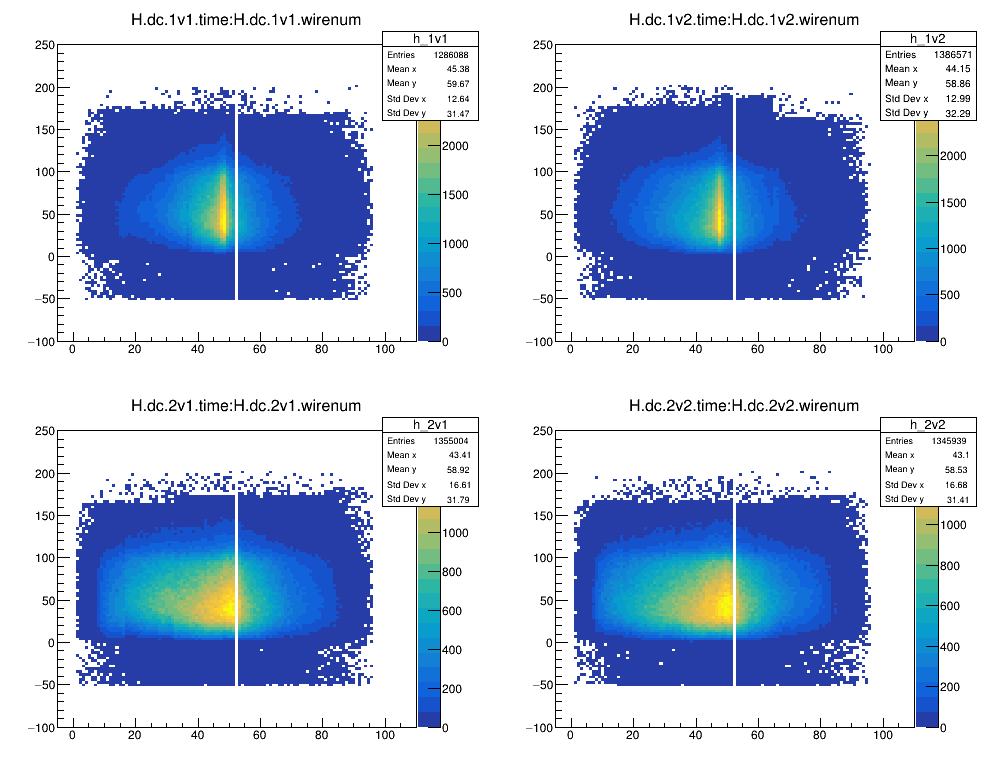 H.dc.1v1.time:H.dc.1v1.wirenum
h_1v1
Entries 1286088
Mean x 45.38
Mean y 59.67
Std Dev x 12.64
Std Dev y 31.47
250
200
150
100
50
0
−50
−100
0 20 40 60 80 100
2000
1500
1000
500
0
H.dc.1v2.time:H.dc.1v2.wirenum
h_1v2
Entries 1386571
Mean x 44.15
Mean y 58.86
Std Dev x 12.99
Std Dev y 32.29
250
200
150
100
50
0
−50
−100
0 20 40 60 80 100
2000
1500
1000
500
0
H.dc.2v1.time:H.dc.2v1.wirenum
h_2v1
Entries 1355004
Mean x 43.41
Mean y 58.92
Std Dev x 16.61
Std Dev y 31.79
250
200
150
100
50
0
−50
−100
0 20 40 60 80 100
1000
800
600
400
200
0
H.dc.2v2.time:H.dc.2v2.wirenum
h_2v2
Entries 1345939
Mean x 43.1
Mean y 58.53
Std Dev x 16.68
Std Dev y 31.41
250
200
150
100
50
0
−50
−100
0 20 40 60 80 100
1000
800
600
400
200
0